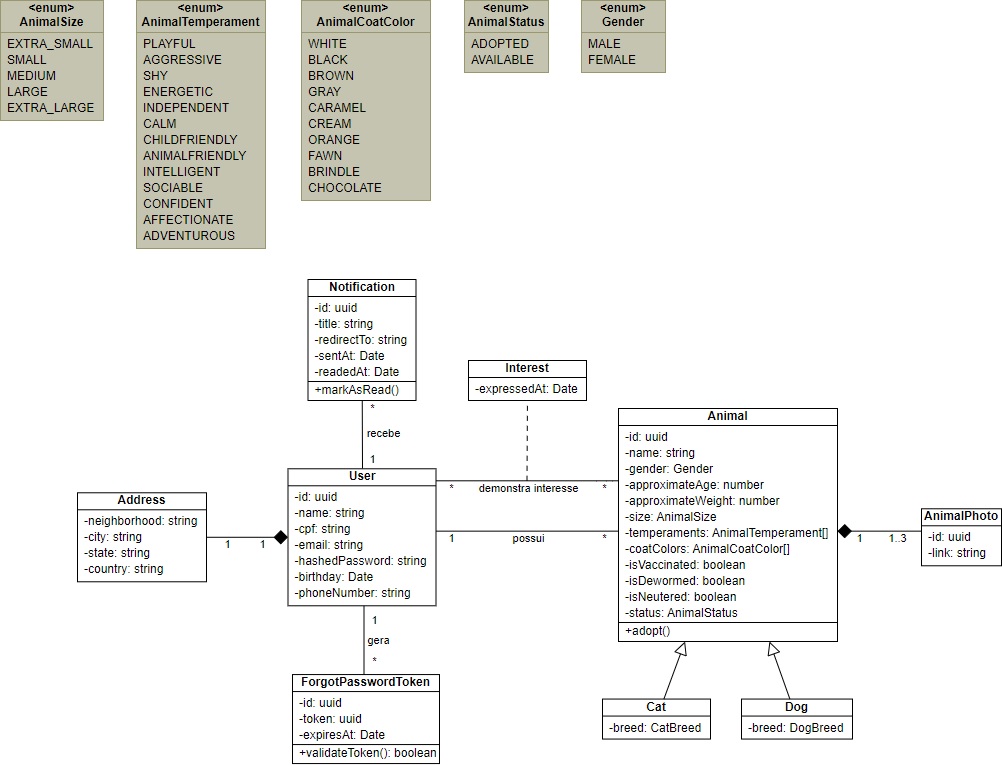 <enum>
AnimalSize
EXTRA_SMALL
SMALL
MEDIUM
LARGE
EXTRA_LARGE
<enum>
AnimalTemperament
PLAYFUL
AGGRESSIVE
SHY
ENERGETIC
INDEPENDENT
CALM
CHILDFRIENDLY
ANIMALFRIENDLY
INTELLIGENT
SOCIABLE
CONFIDENT
AFFECTIONATE
ADVENTUROUS
<enum>
AnimalCoatColor
WHITE
BLACK
BROWN
GRAY
CARAMEL
CREAM
ORANGE
FAWN
BRINDLE
CHOCOLATE
<enum>
AnimalStatus
ADOPTED
AVAILABLE
<enum>
Gender
MALE
FEMALE
Notification
-id: uuid
-title: string
-redirectTo: string
-sentAt: Date
-readedAt: Date
+markAsRead()
*
recebe
1
Interest
-expressedAt: Date
User
-id: uuid
-name: string
-cpf: string
-email: string
-hashedPassword: string
-birthday: Date
-phoneNumber: string
* demonstra interesse *
1 possui *
Address
-neighborhood: string
-city: string
-state: string
-country: string
1 1
Animal
-id: uuid
-name: string
-gender: Gender
-approximateAge: number
-approximateWeight: number
-size: AnimalSize
-temperaments: AnimalTemperament[]
-coatColors: AnimalCoatColor[]
-isVaccinated: boolean
-isDewormed: boolean
-isNeutered: boolean
-status: AnimalStatus
+adopt()
1 1..3
AnimalPhoto
-id: uuid
-link: string
1
gera
*
ForgotPasswordToken
-id: uuid
-token: uuid
-expiresAt: Date
+validateToken(): boolean
Cat
-breed: CatBreed
Dog
-breed: DogBreed